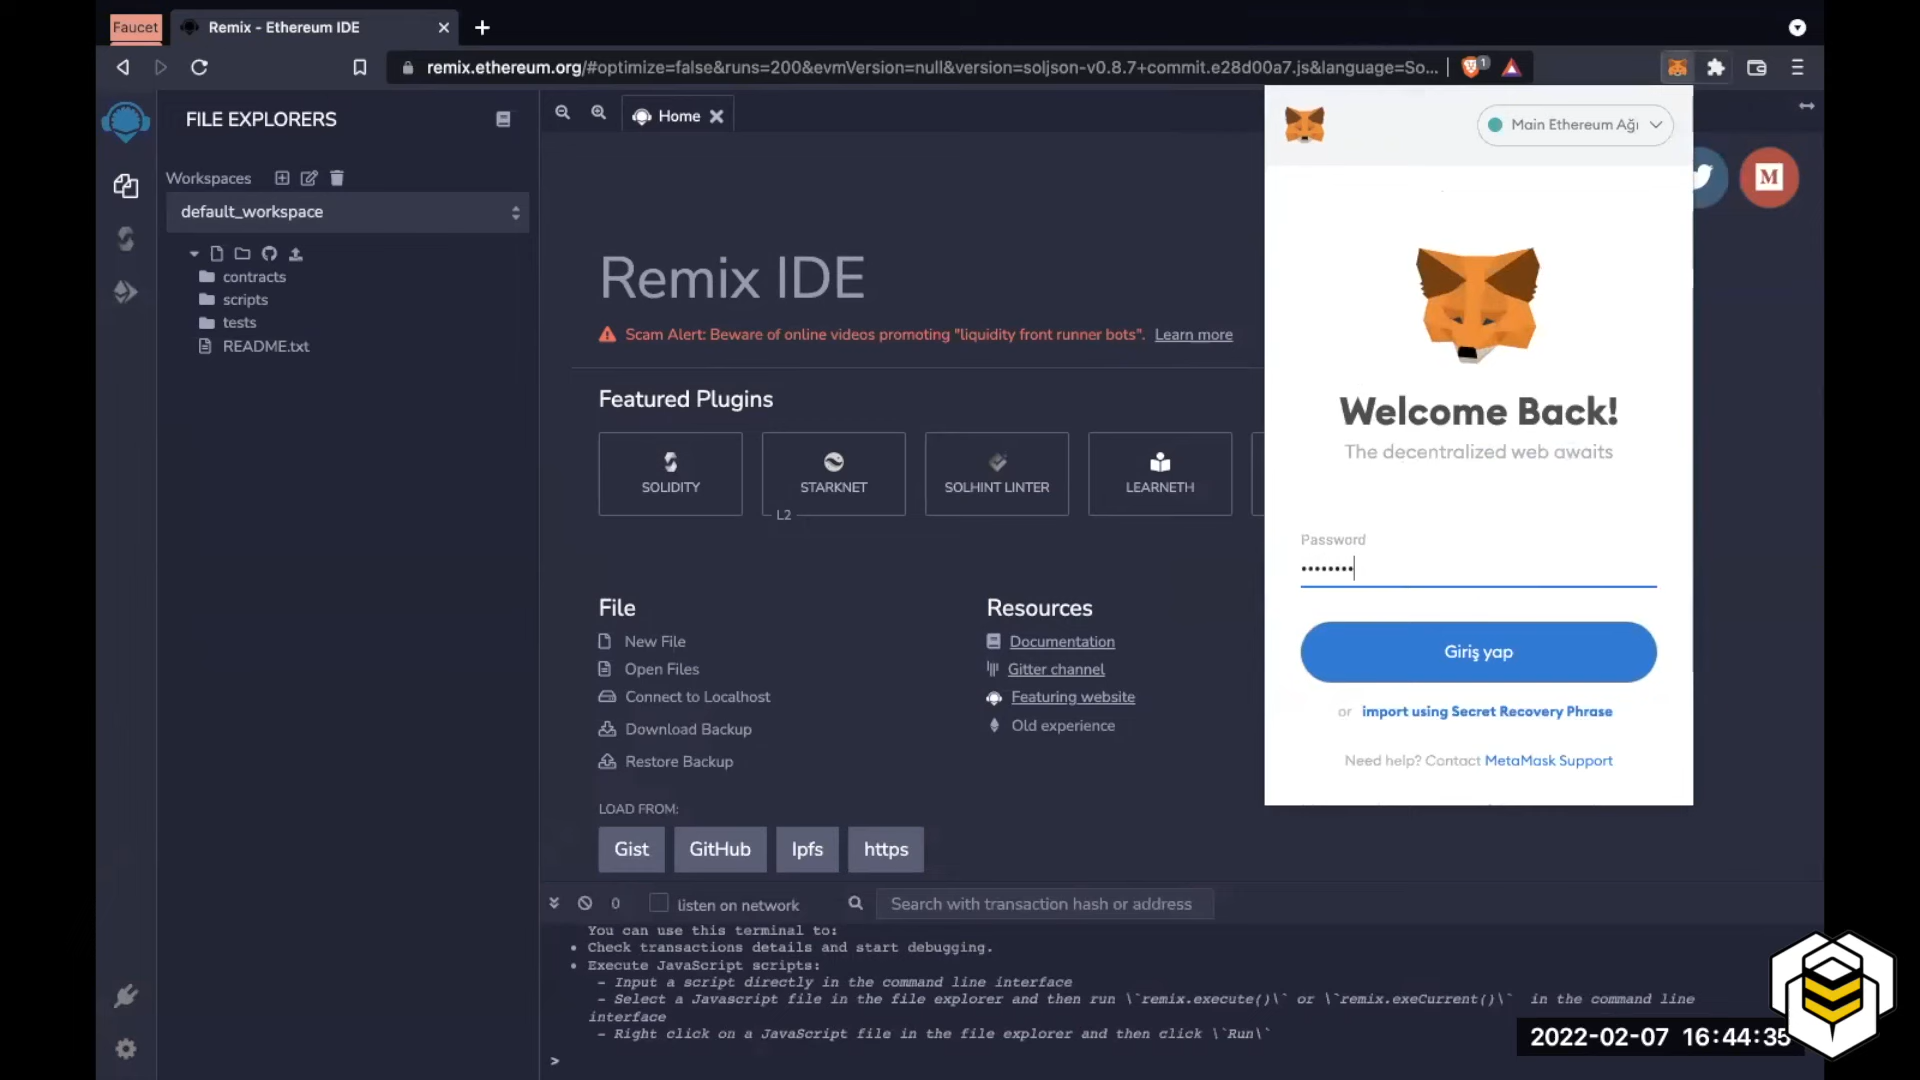 Faucet
Remix - Ethereum IDE
remix.ethereum.org/#optimize=false&runs=200&evmVersion=null&version=soljson-v0.8.7+commit.e28d00a7.js&language=So...
1
FILE EXPLORERS
Workspaces
default_workspace
contracts
scripts
tests
README.txt
Home
Remix IDE
Scam Alert: Beware of online videos promoting "liquidity front runner bots". Learn more
Featured Plugins
SOLIDITY
STARKNET
L2
SOLHINT LINTER
LEARNETH
File
New File
Open Files
Connect to Localhost
Download Backup
Restore Backup
LOAD FROM:
Gist
GitHub
Ipfs
https
Resources
Documentation
Gitter channel
Featuring website
Old experience
Main Ethereum Ağı
M
Welcome Back!
The decentralized web awaits
Password
••••••••
Giriş yap
or import using Secret Recovery Phrase
Need help? Contact MetaMask Support
0
listen on network
Search with transaction hash or address
You can use this terminal to:
• Check transactions details and start debugging.
• Execute JavaScript scripts:
- Input a script directly in the command line interface
- Select a Javascript file in the file explorer and then run \`remix.execute()\` or \`remix.exeCurrent()\` in the command line
interface
- Right click on a JavaScript file in the file explorer and then click \`Run\`
>
2022-02-07 16:44:35